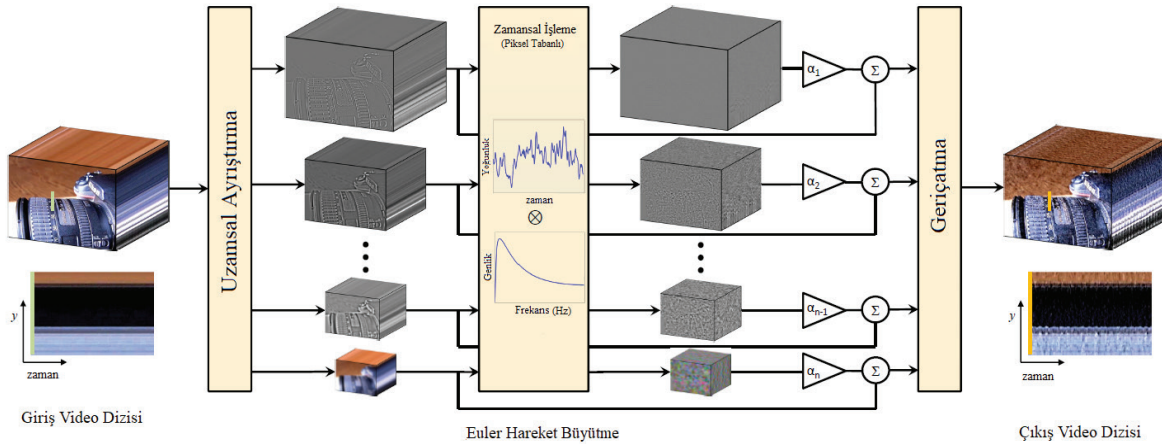 Zamansal İşleme
(Piksel Tabanlı)
α1
Σ
Yoğunluk
zaman
⊗
Genlik
Frekans (Hz)
Uzamsal Ayrıştırma
α2
Σ
Geriçatma
αn-1
Σ
αn
Σ
y
zaman
Giriş Video Dizisi
Euler Hareket Büyütme
y
zaman
Çıkış Video Dizisi